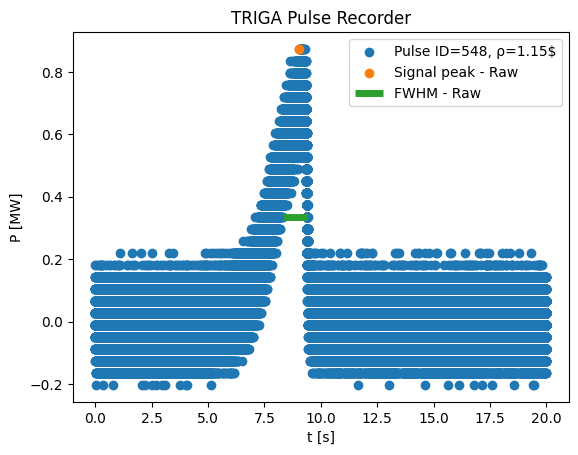 TRIGA Pulse Recorder
Pulse ID=548, ρ=1.15$
Signal peak - Raw
FWHM - Raw
P [MW]
0.8
0.6
0.4
0.2
0.0
−0.2
0.0 2.5 5.0 7.5 10.0 12.5 15.0 17.5 20.0
t [s]